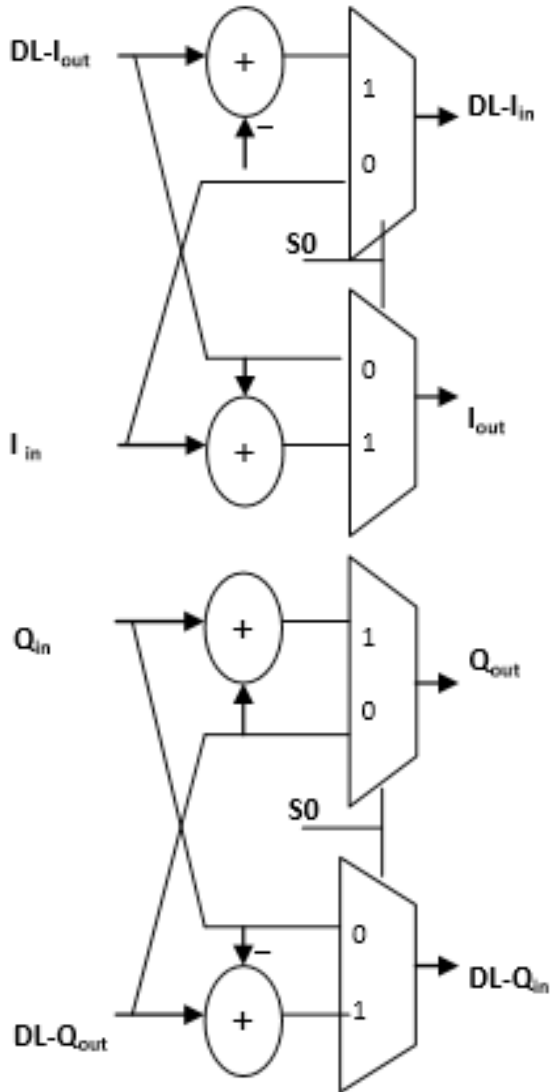 DL-Iout
+
1
DL-Iin
–
0
S0
0
Iout
I in
+
1
Qin
+
1
Qout
0
S0
0
–
DL-Qin
DL-Qout
+
1